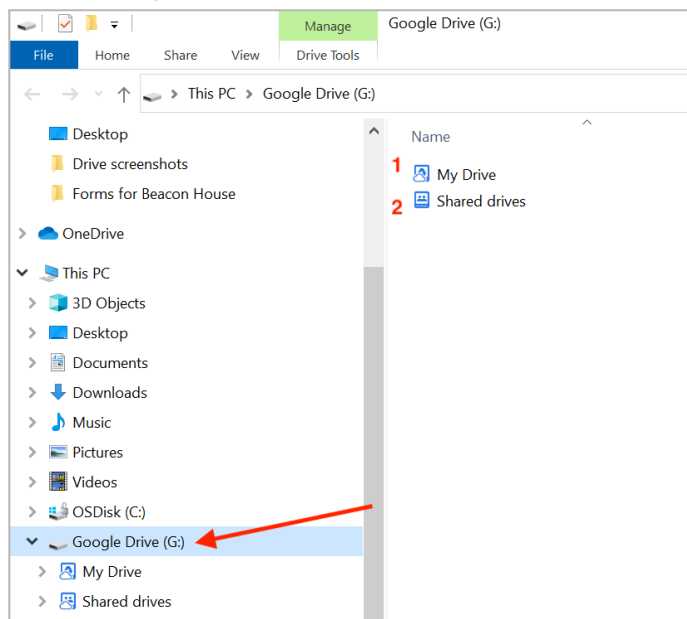 Manage
Google Drive (G:)
File
Home
Share
View
Drive Tools
This PC > Google Drive (G:)
Desktop
Drive screenshots
Forms for Beacon House
OneDrive
This PC
3D Objects
Desktop
Documents
Downloads
Music
Pictures
Videos
OSDisk (C:)
Google Drive (G:)
My Drive
Shared drives
Name
1 My Drive
2 Shared drives